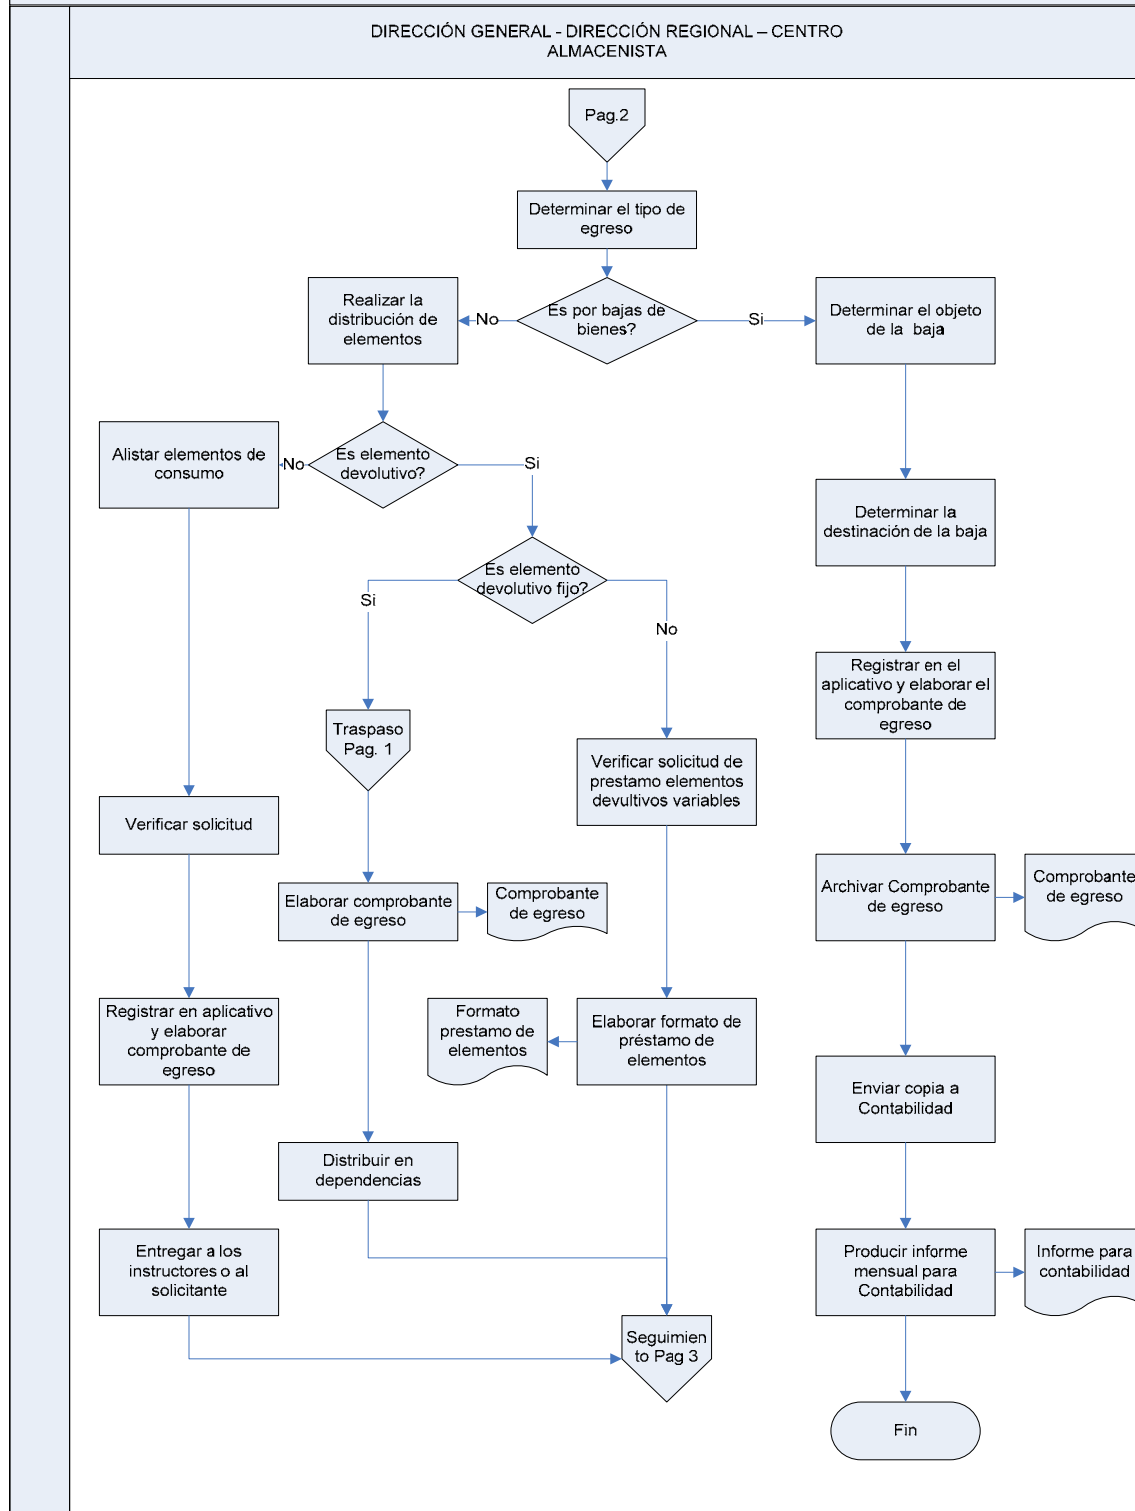 DIRECCIÓN GENERAL - DIRECCIÓN REGIONAL – CENTRO
ALMACENISTA
Pag.2
Determinar el tipo de
egreso
Es por bajas de
bienes?
No
Si
Realizar la
distribución de
elementos
Determinar el objeto
de la baja
Es elemento
devolutivo?
No
Si
Alistar elementos de
consumo
Determinar la
destinación de la baja
Es elemento
devolutivo fijo?
Si
No
Registrar en el
aplicativo y elaborar el
comprobante de
egreso
Traspaso
Pag. 1
Verificar solicitud de
prestamo elementos
devultivos variables
Verificar solicitud
Elaborar comprobante
de egreso
Comprobante
de egreso
Archivar Comprobante
de egreso
Comprobante
de egreso
Registrar en aplicativo
y elaborar
comprobante de
egreso
Formato
prestamo de
elementos
Elaborar formato de
préstamo de
elementos
Enviar copia a
Contabilidad
Distribuir en
dependencias
Entregar a los
instructores o al
solicitante
Producir informe
mensual para
Contabilidad
Informe para
contabilidad
Seguimien
to Pag 3
Fin